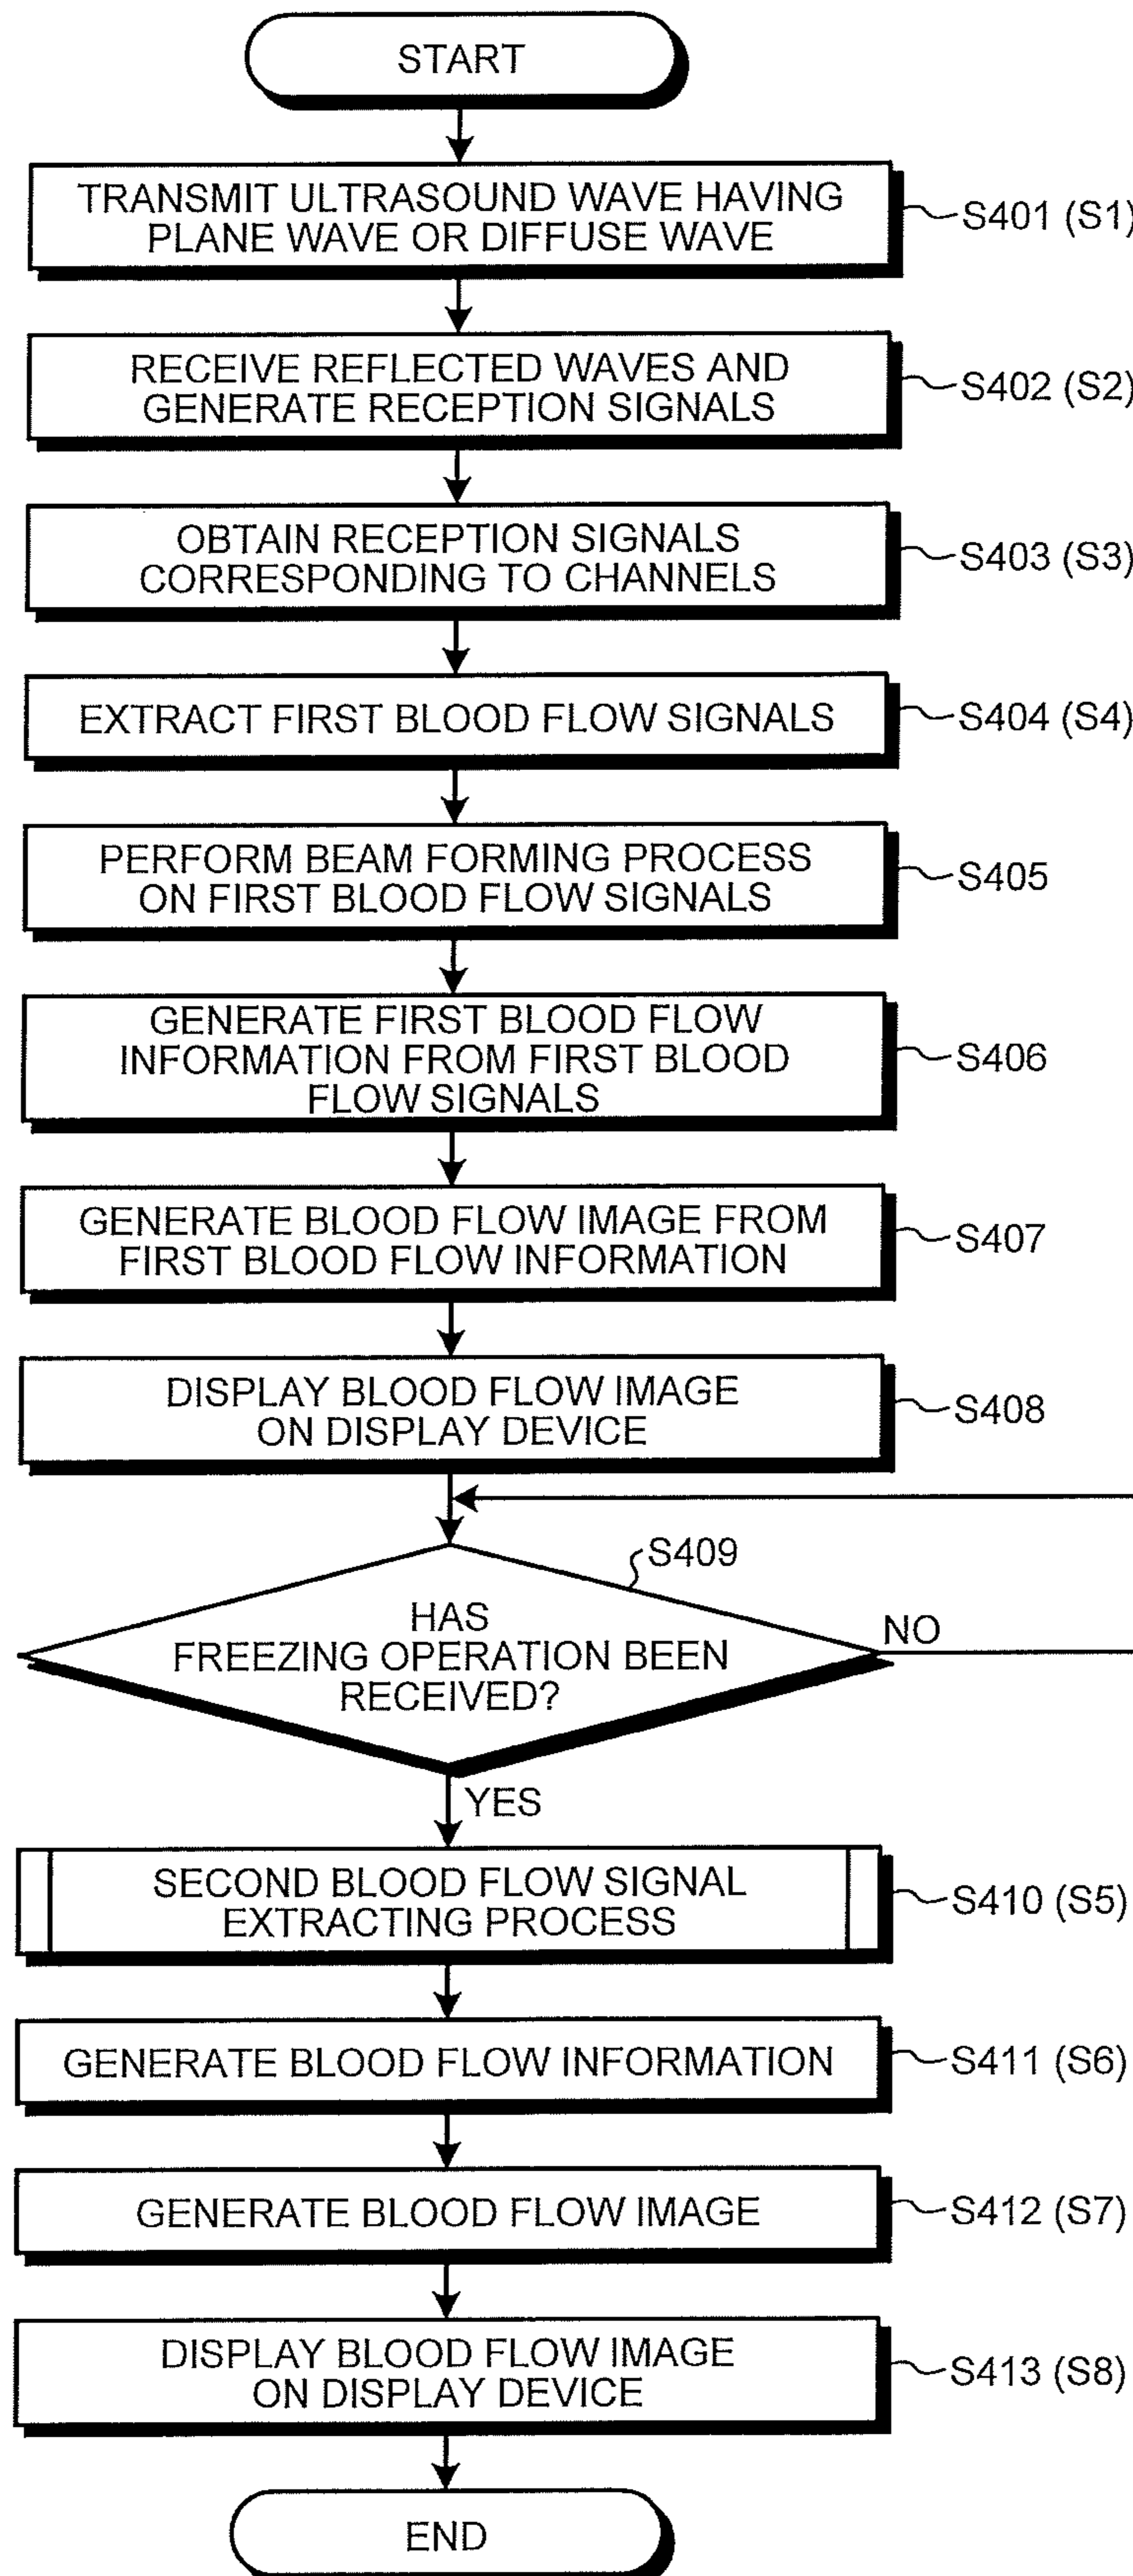 START
TRANSMIT ULTRASOUND WAVE HAVING
PLANE WAVE OR DIFFUSE WAVE
S401 (S1)
RECEIVE REFLECTED WAVES AND
GENERATE RECEPTION SIGNALS
S402 (S2)
OBTAIN RECEPTION SIGNALS
CORRESPONDING TO CHANNELS
S403 (S3)
EXTRACT FIRST BLOOD FLOW SIGNALS
S404 (S4)
PERFORM BEAM FORMING PROCESS
ON FIRST BLOOD FLOW SIGNALS
S405
GENERATE FIRST BLOOD FLOW
INFORMATION FROM FIRST BLOOD
FLOW SIGNALS
S406
GENERATE BLOOD FLOW IMAGE FROM
FIRST BLOOD FLOW INFORMATION
S407
DISPLAY BLOOD FLOW IMAGE
ON DISPLAY DEVICE
S408
S409
HAS
FREEZING OPERATION BEEN
RECEIVED?
NO
YES
SECOND BLOOD FLOW SIGNAL
EXTRACTING PROCESS
S410 (S5)
GENERATE BLOOD FLOW INFORMATION
S411 (S6)
GENERATE BLOOD FLOW IMAGE
S412 (S7)
DISPLAY BLOOD FLOW IMAGE
ON DISPLAY DEVICE
S413 (S8)
END